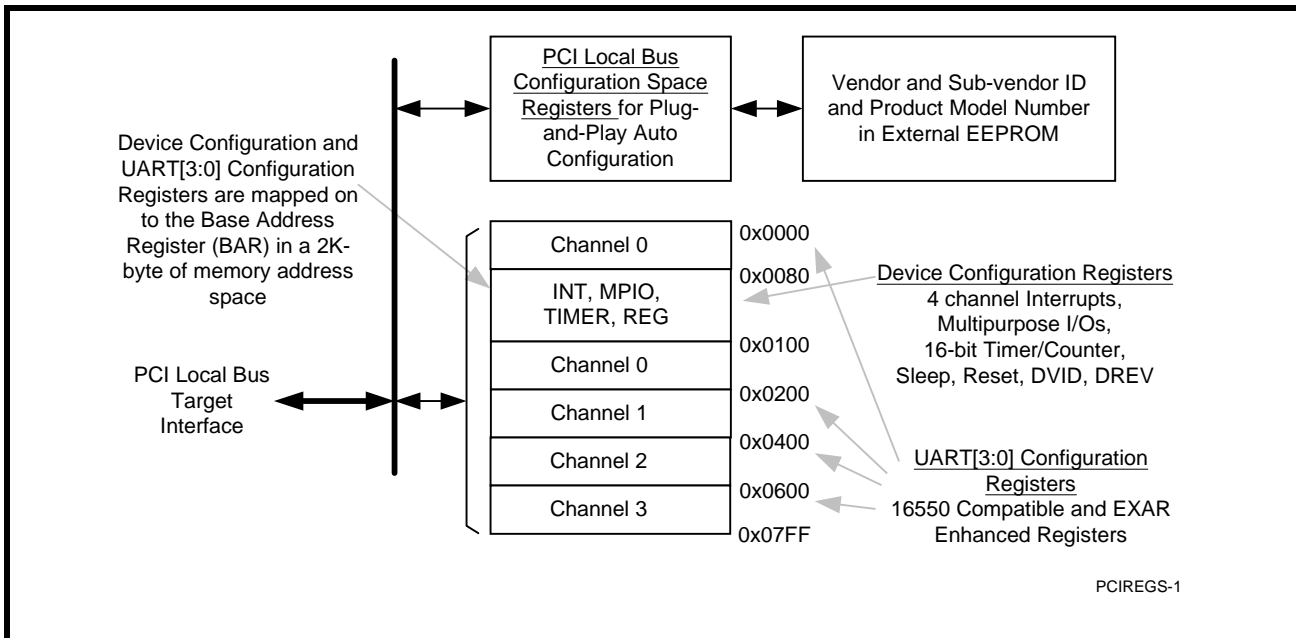 PCI Local Bus
Configuration Space
Registers for Plug-
and-Play Auto
Configuration
Vendor and Sub-vendor ID
and Product Model Number
in External EEPROM
Device Configuration and
UART[3:0] Configuration
Registers are mapped on
to the Base Address
Register (BAR) in a 2K-
byte of memory address
space
PCI Local Bus
Target
Interface
Channel 0
INT, MPIO,
TIMER, REG
Channel 0
Channel 1
Channel 2
Channel 3
0x0000
0x0080
0x0100
0x0200
0x0400
0x0600
0x07FF
Device Configuration Registers
4 channel Interrupts,
Multipurpose I/Os,
16-bit Timer/Counter,
Sleep, Reset, DVID, DREV
UART[3:0] Configuration
Registers
16550 Compatible and EXAR
Enhanced Registers
PCIREGS-1